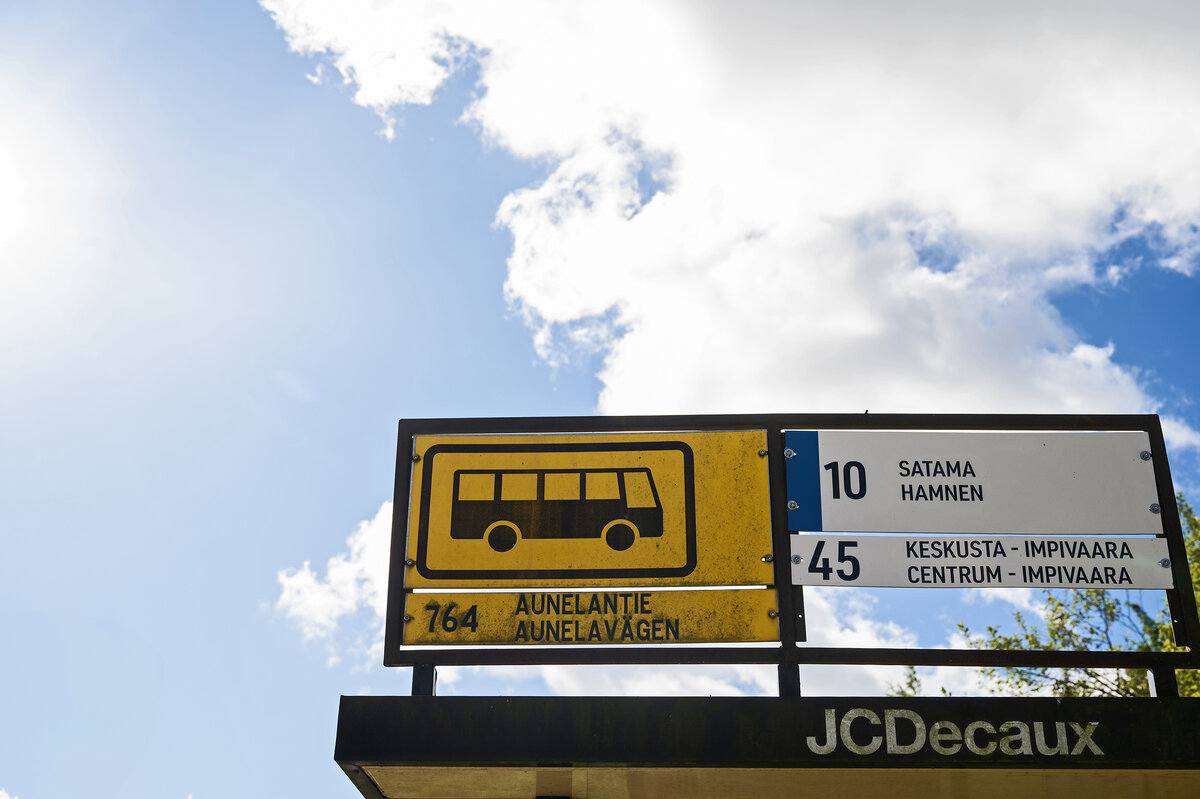 764
AUNELANTIE
AUNELAVÄGEN
10
SATAMA
HAMNEN
45
KESKUSTA - IMPIVAARA
CENTRUM - IMPIVAARA
JCDecaux